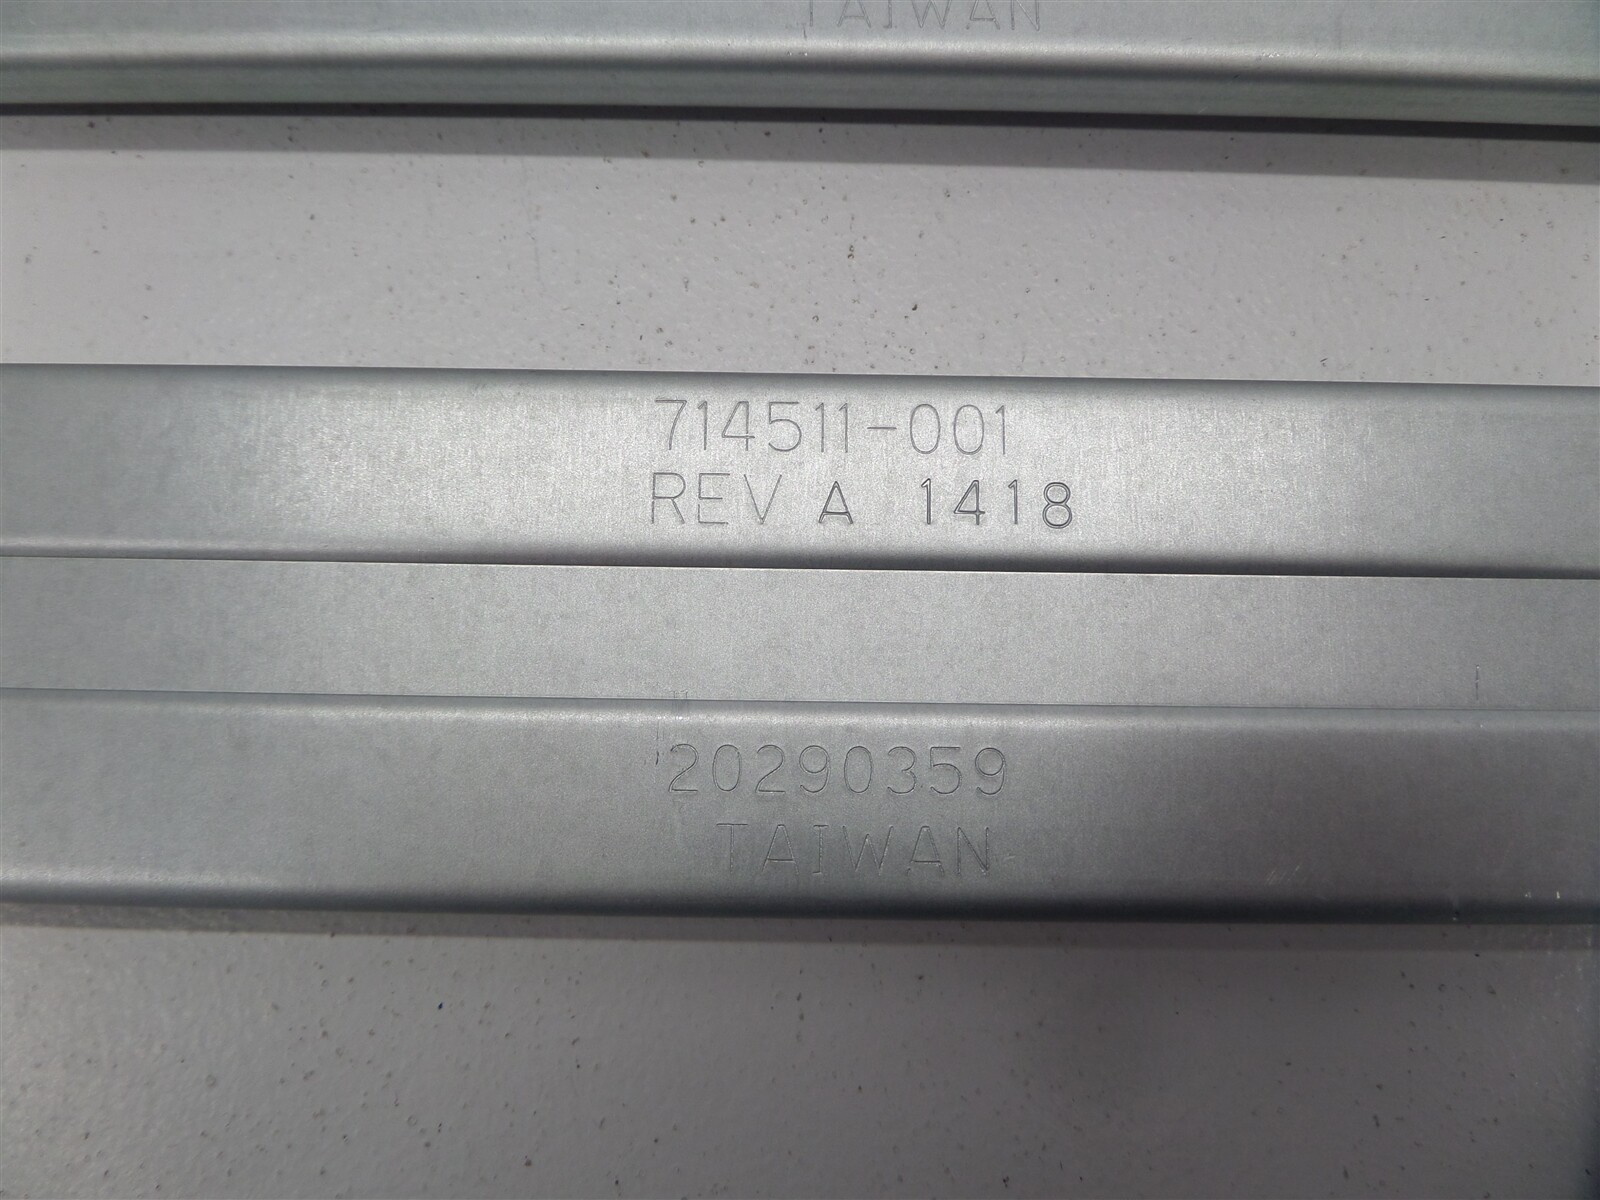 TAIWAN
714511-001
REV A 1418
20290359
TAIWAN